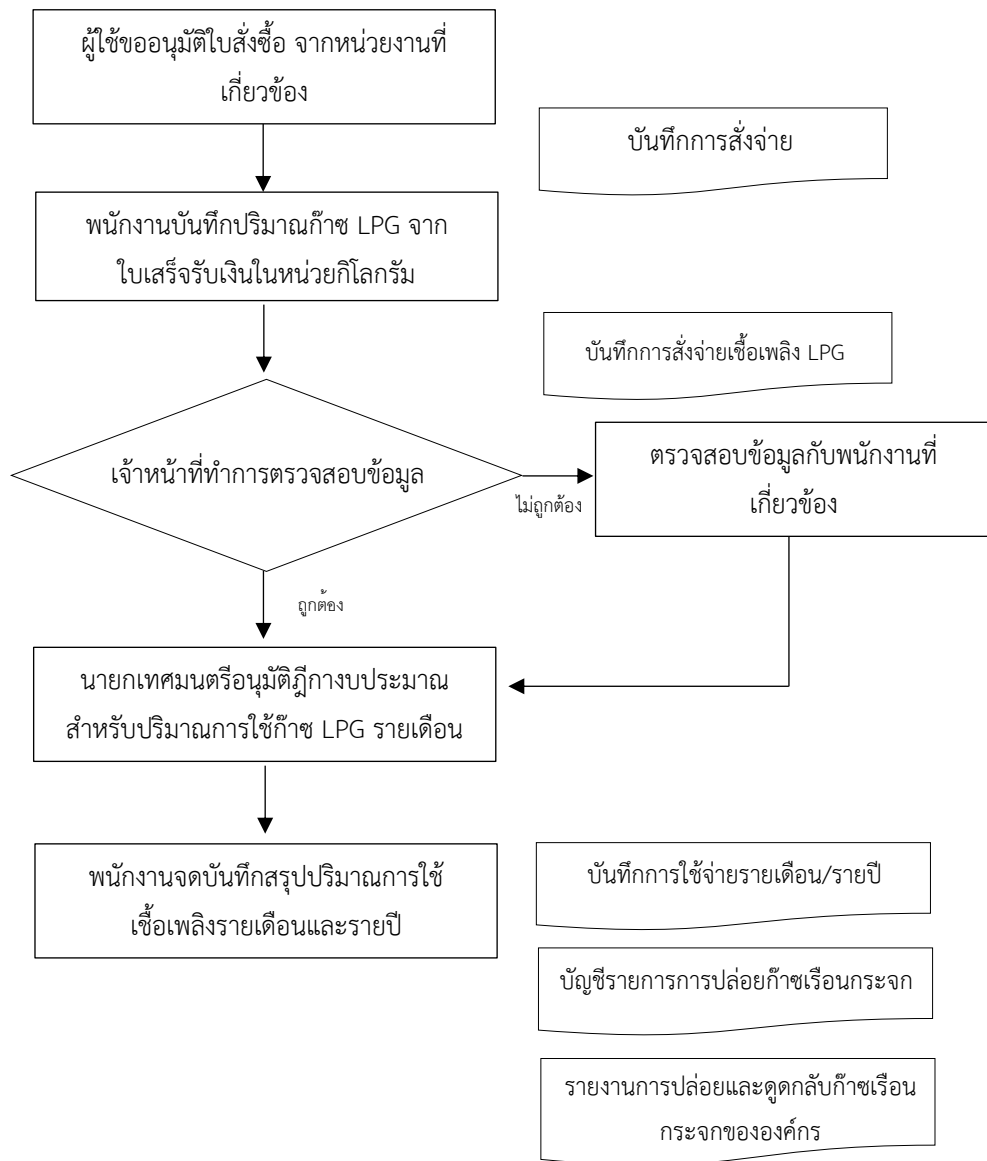 ผู้ใช้ขออนุมัติใบสั่งซื้อ จากหน่วยงานที่
เกี่ยวข้อง
บันทึกการสั่งจ่าย
พนักงานบันทึกปริมาณก๊าซ LPG จาก
ใบเสร็จรับเงินในหน่วยกิโลกรัม
บันทึกการสั่งจ่ายเชื้อเพลิง LPG
เจ้าหน้าที่ทำการตรวจสอบข้อมูล
ไม่ถูกต้อง
ตรวจสอบข้อมูลกับพนักงานที่
เกี่ยวข้อง
ถูกต้อง
นายกเทศมนตรีอนุมัติฎีกางบประมาณ
สำหรับปริมาณการใช้ก๊าซ LPG รายเดือน
พนักงานจดบันทึกสรุปปริมาณการใช้
เชื้อเพลิงรายเดือนและรายปี
บันทึกการใช้จ่ายรายเดือน/รายปี
บัญชีรายการการปล่อยก๊าซเรือนกระจก
รายงานการปล่อยและดูดกลับก๊าซเรือน
กระจกขององค์กร